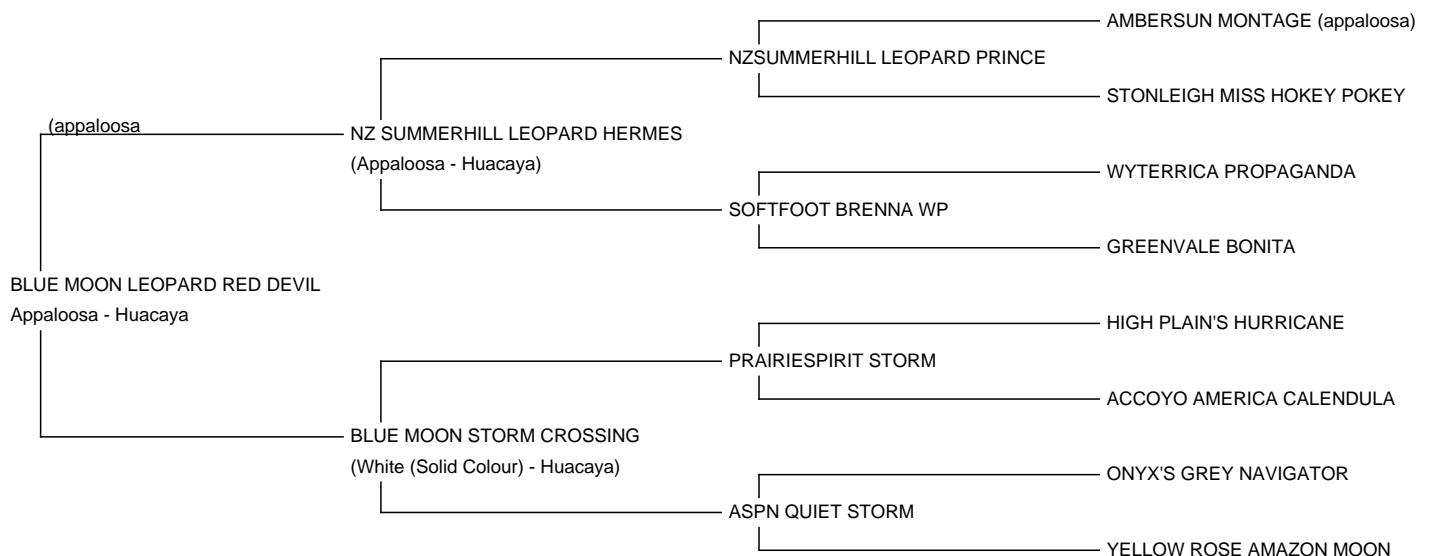 AMBERSUN MONTAGE (appaloosa)
NZSUMMERHILL LEOPARD PRINCE
STONLEIGH MISS HOKEY POKEY
(appaloosa
NZ SUMMERHILL LEOPARD HERMES
(Appaloosa - Huacaya)
WYTERRICA PROPAGANDA
SOFTFOOT BRENNA WP
GREENVALE BONITA
BLUE MOON LEOPARD RED DEVIL
Appaloosa - Huacaya
HIGH PLAIN'S HURRICANE
PRAIRIESPIRIT STORM
ACCOYO AMERICA CALENDULA
BLUE MOON STORM CROSSING
(White (Solid Colour) - Huacaya)
ONYX'S GREY NAVIGATOR
ASPN QUIET STORM
YELLOW ROSE AMAZON MOON